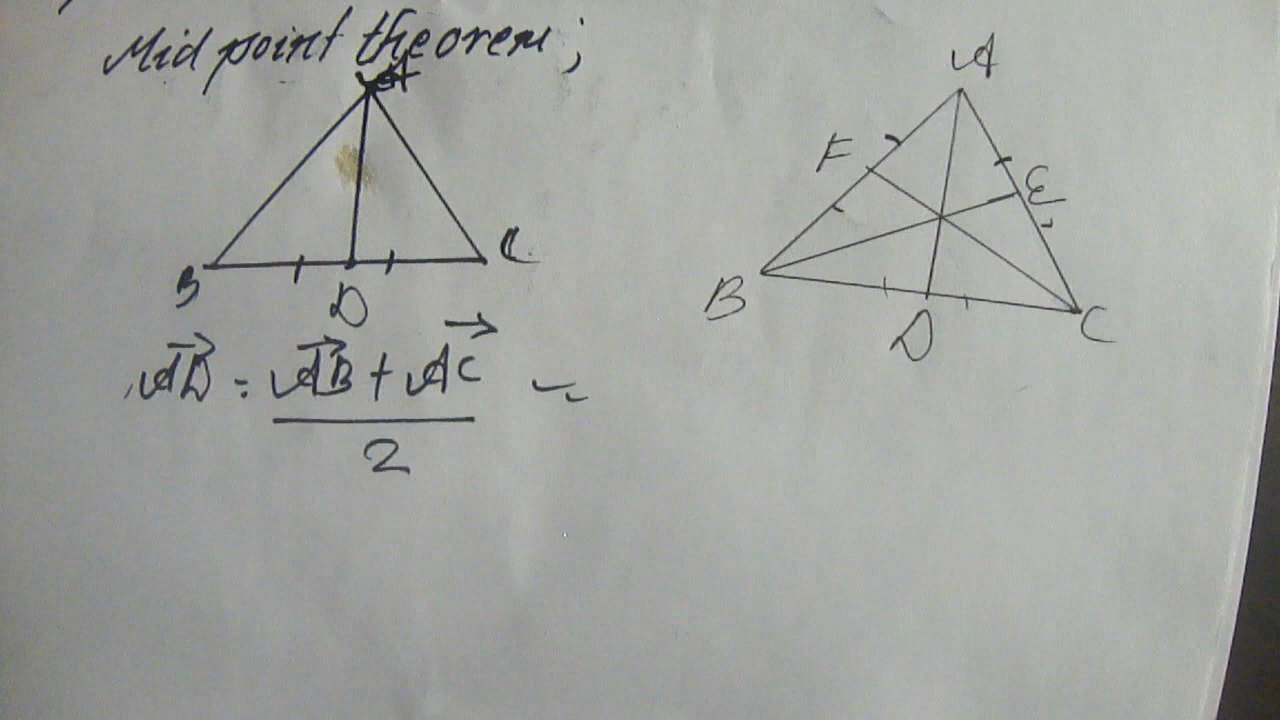 Mid point theorem;
A
B D C
AD = AB + AC
2
A
F
E
B
D
C